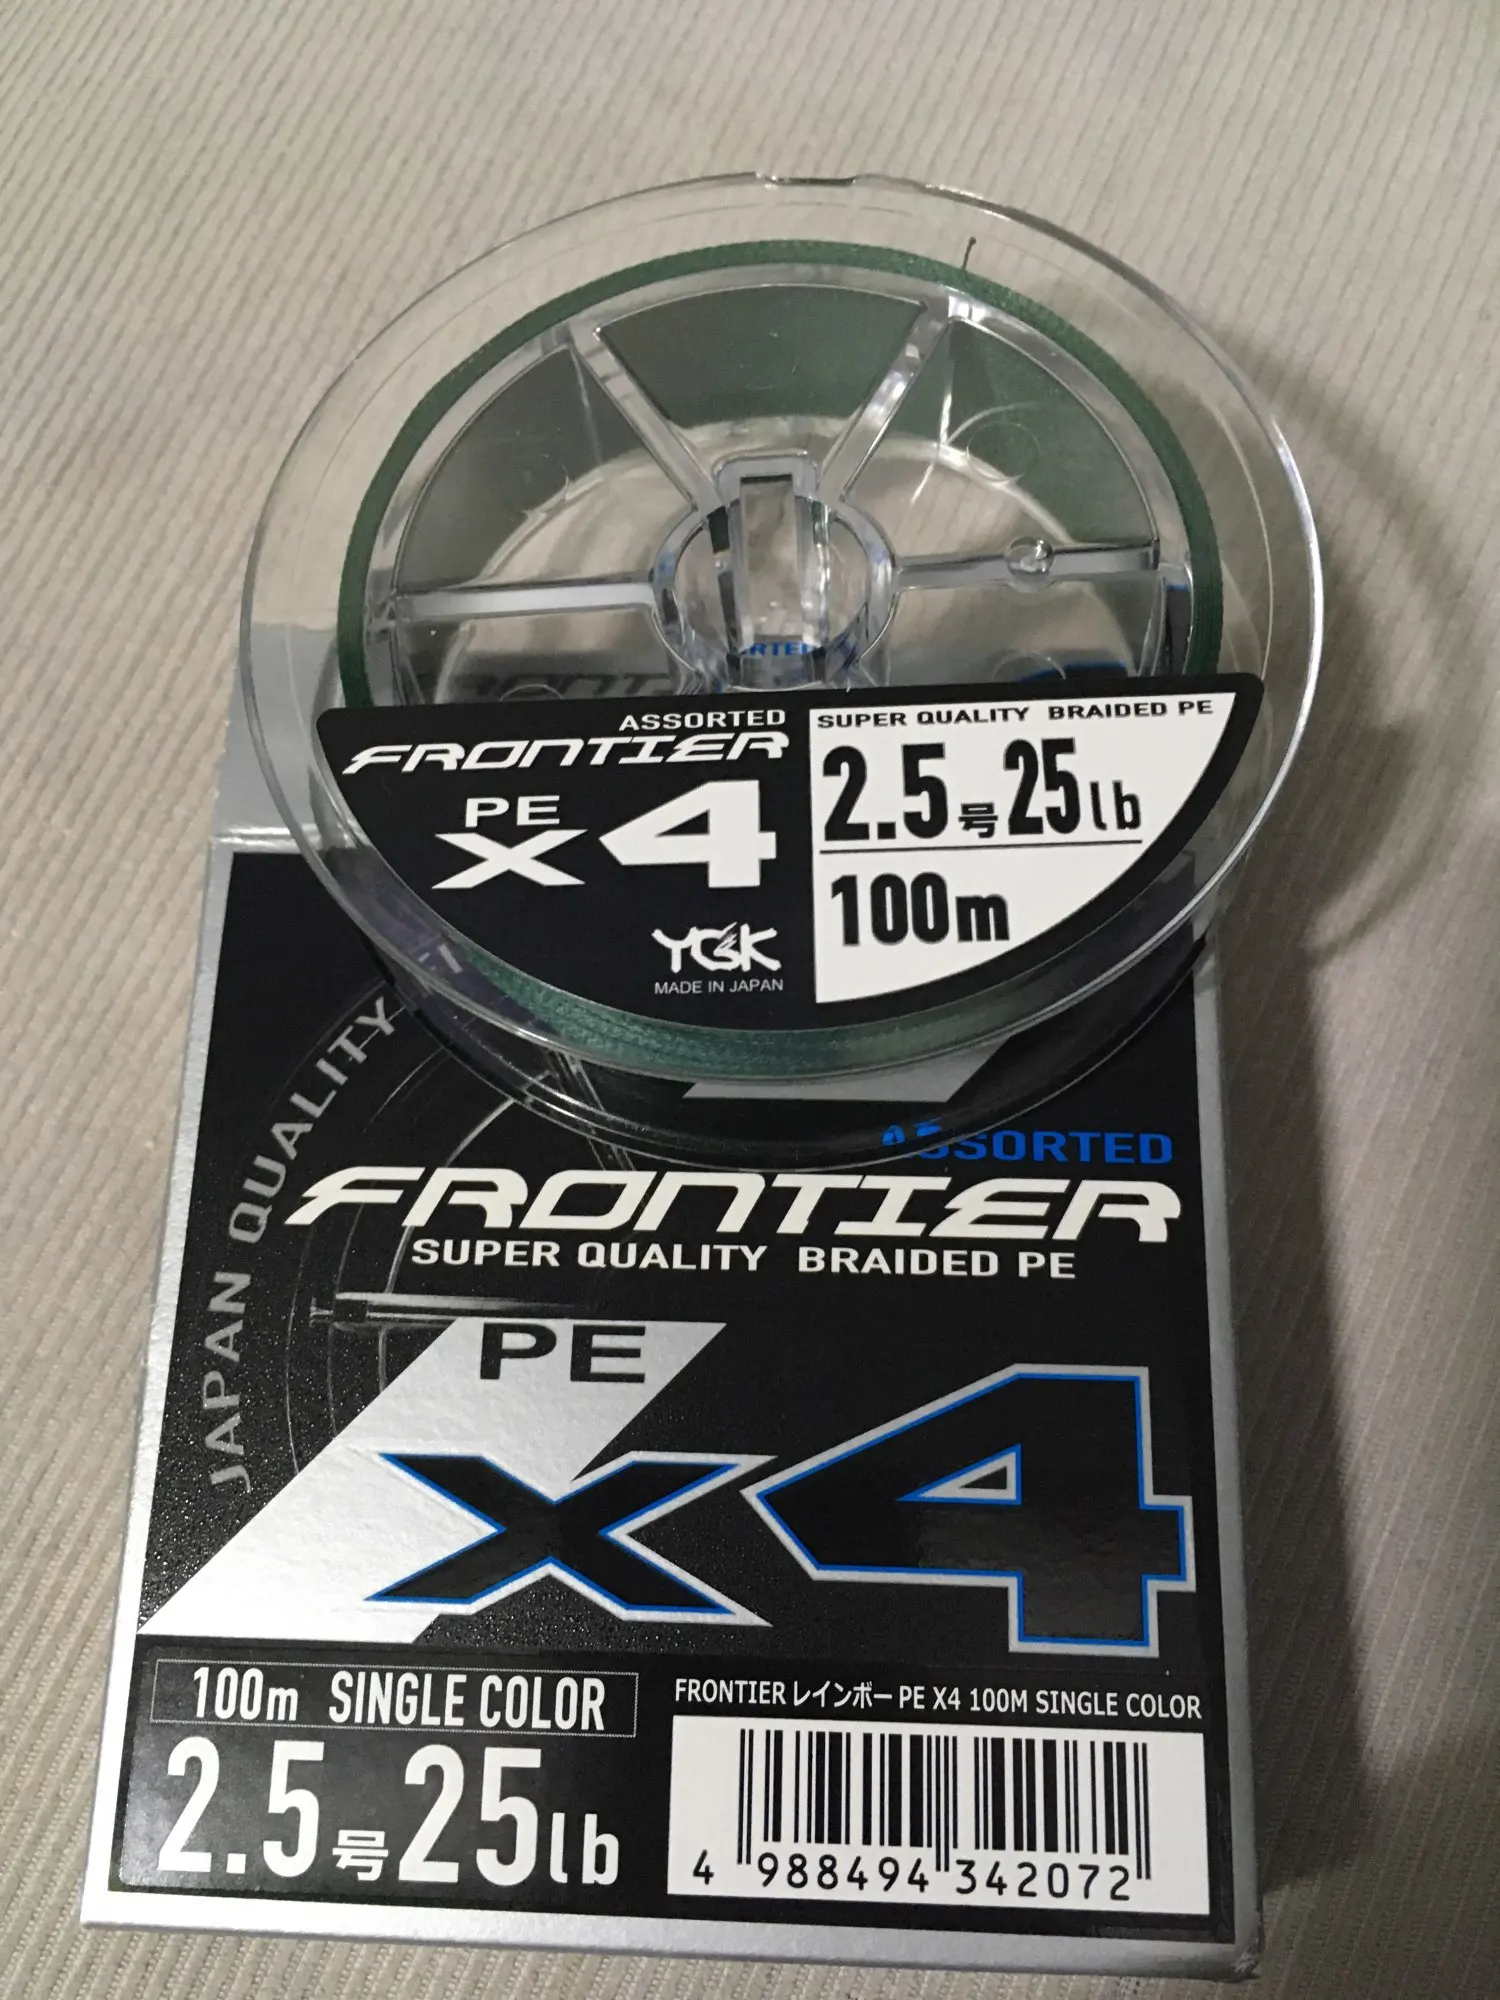 ASSORTED
FRONTIER
PE
X4
YGK
MADE IN JAPAN
SUPER QUALITY BRAIDED PE
2.5号25lb
100m
JAPAN QUALITY
ASSORTED
FRONTIER
SUPER QUALITY BRAIDED PE
PE
X4
100m SINGLE COLOR
2.5号25lb
FRONTIER レインボー PE X4 100M SINGLE COLOR
4 988494 342072